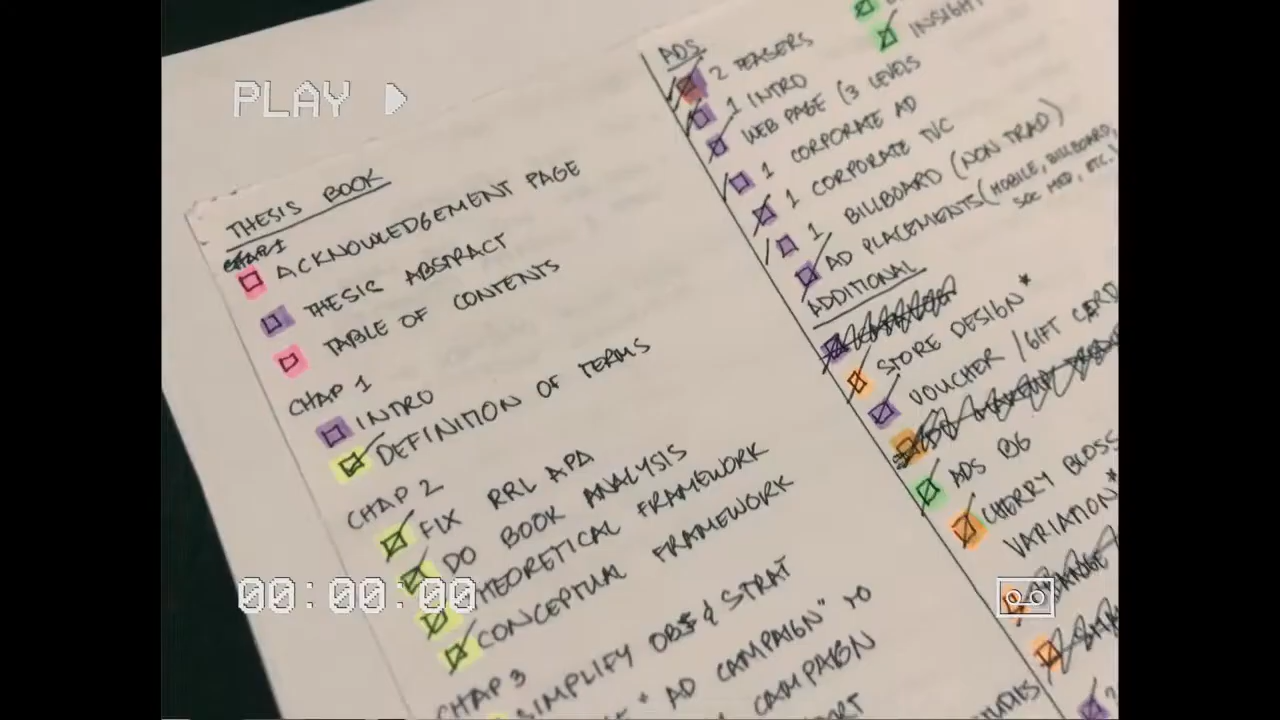 PLAY
THESIS BOOK
ACKNOWLEDGEMENT PAGE
THESIS ABSTRACT
TABLE OF CONTENTS
CHAP 1
INTRO
DEFINITION OF TERMS
CHAP 2
FIX RRL APA
DO BOOK ANALYSIS
THEORETICAL FRAMEWORK
CONCEPTUAL FRAMEWORK
CHAP 3
SIMPLIFY OBJ & STRAT
"AD CAMPAIGN" TO
CAMPAIGN
INSIGHT
ADS
2 TEASERS
1 INTRO
WEB PAGE (3 LEVELS
1 CORPORATE AD
1 CORPORATE TVC
1 BILLBOARD (NON TRAD)
AD PLACEMENTS (MOBILE, BILLBOARD,
SOC MED, ETC.)
ADDITIONAL
STORE DESIGN*
VOUCHER / GIFT CARD
ADS BG
CHERRY BLOSS
VARIATION*
00:00:00